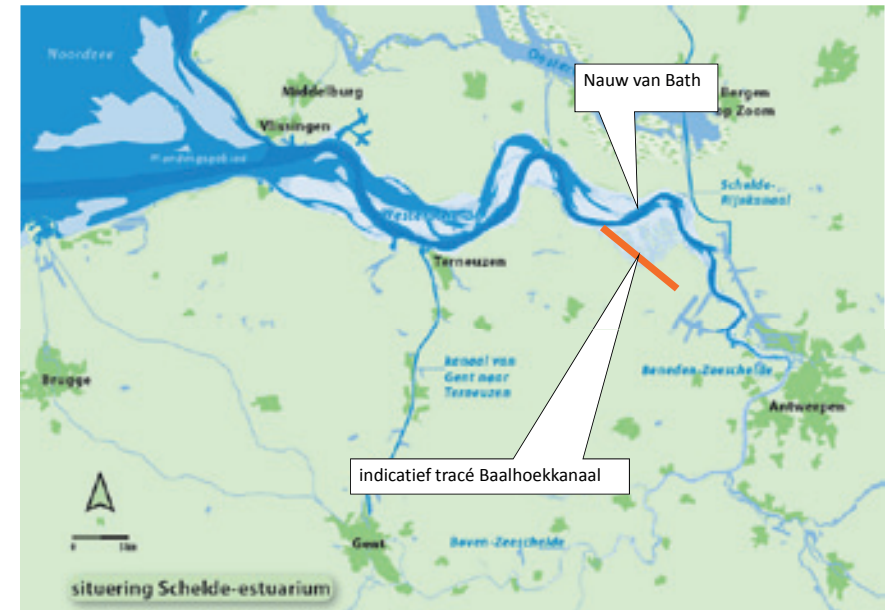 Noordzee
Middelburg
Vlissingen
Mondingsgebied
Nauw van Bath
Bergen
op Zoom
Schelde-
Rijnkanaal
Terneuzen
kanaal van
Gent naar
Terneuzen
Brugge
Beneden-Zeeschelde
Antwerpen
indicatief tracé Baalhoekkanaal
Gent
Boven-Zeeschelde
situering Schelde-estuarium